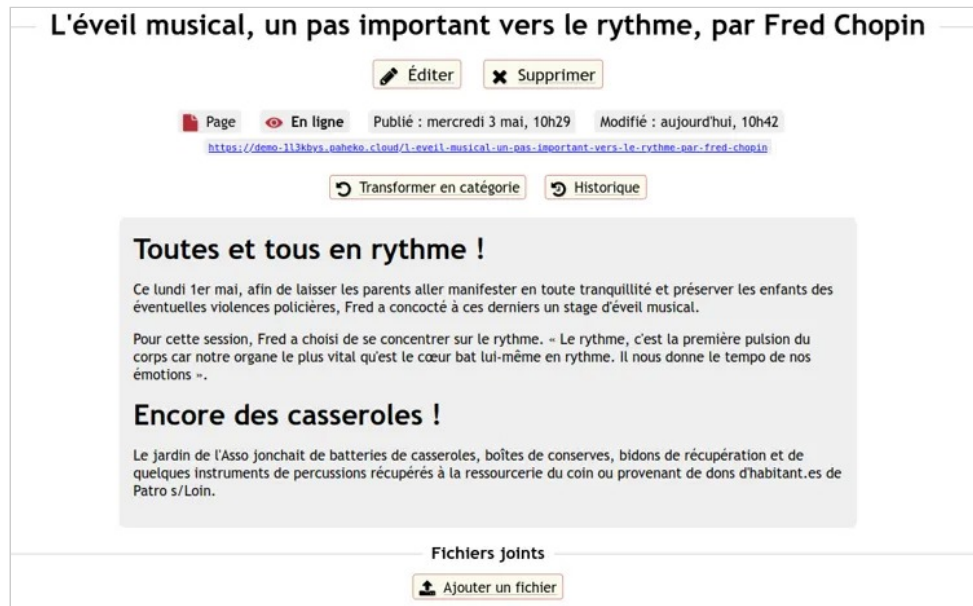 L'éveil musical, un pas important vers le rythme, par Fred Chopin
Éditer Supprimer
Page En ligne Publié : mercredi 3 mai, 10h29 Modifié : aujourd'hui, 10h42
https://demo-1l3kbys.paheko.cloud/l-eveil-musical-un-pas-important-vers-le-rythme-par-fred-chopin
Transformer en catégorie Historique
Toutes et tous en rythme !
Ce lundi 1er mai, afin de laisser les parents aller manifester en toute tranquillité et préserver les enfants des
éventuelles violences policières, Fred a concocté à ces derniers un stage d'éveil musical.
Pour cette session, Fred a choisi de se concentrer sur le rythme. « Le rythme, c'est la première pulsion du
corps car notre organe le plus vital qu'est le cœur bat lui-même en rythme. Il nous donne le tempo de nos
émotions ».
Encore des casseroles !
Le jardin de l'Asso jonchait de batteries de casseroles, boîtes de conserves, bidons de récupération et de
quelques instruments de percussions récupérés à la ressourcerie du coin ou provenant de dons d'habitant.es de
Patro s/Loin.
Fichiers joints
Ajouter un fichier